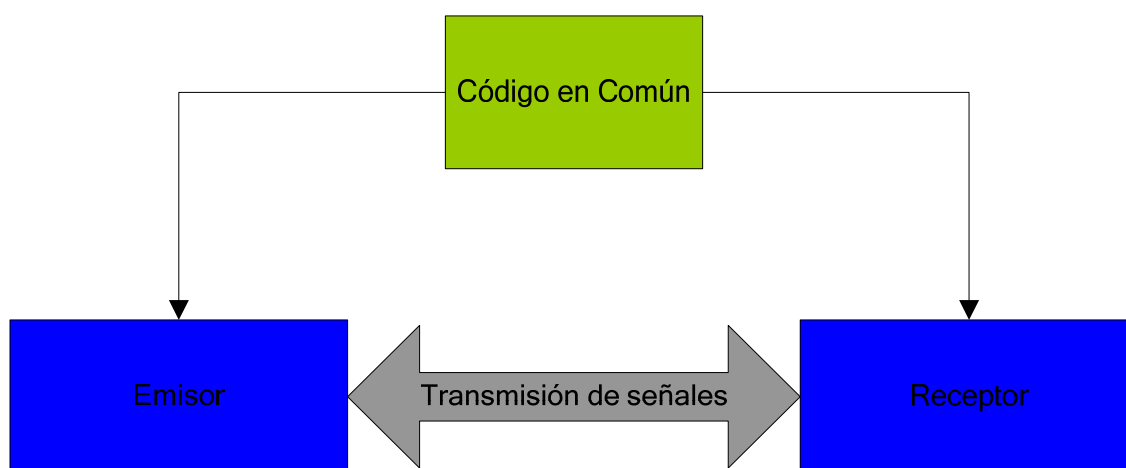 Código en Común
Emisor
Transmisión de señales
Receptor